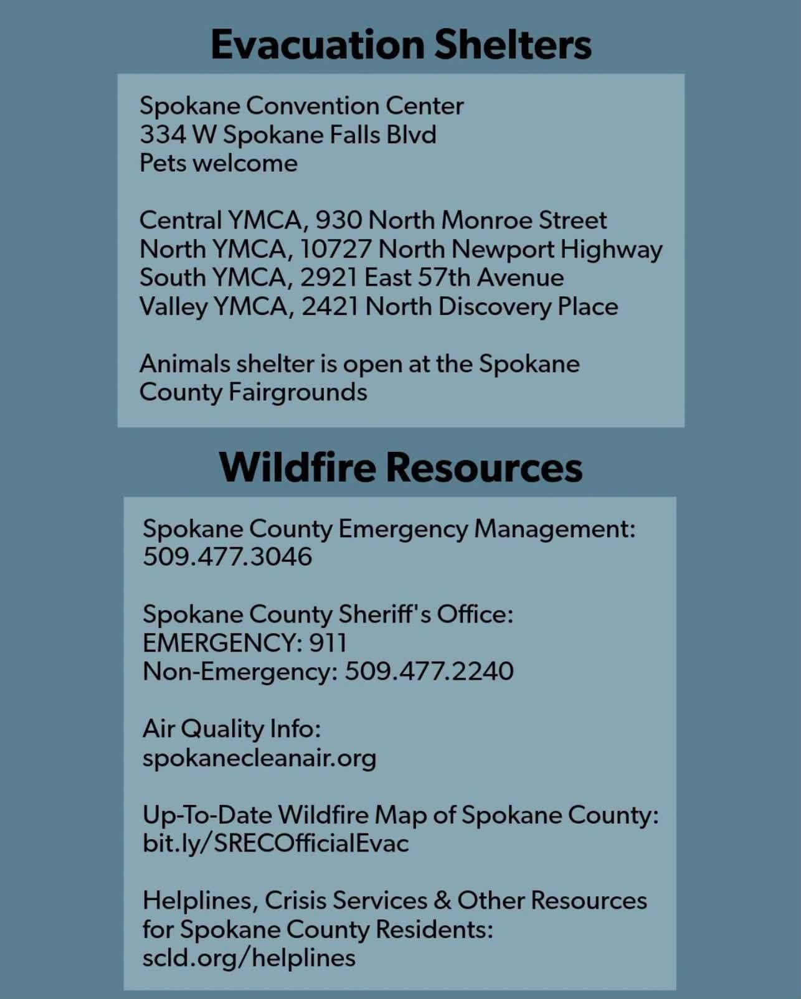 Evacuation Shelters
Spokane Convention Center
334 W Spokane Falls Blvd
Pets welcome
Central YMCA, 930 North Monroe Street
North YMCA, 10727 North Newport Highway
South YMCA, 2921 East 57th Avenue
Valley YMCA, 2421 North Discovery Place
Animals shelter is open at the Spokane
County Fairgrounds
Wildfire Resources
Spokane County Emergency Management:
509.477.3046
Spokane County Sheriff's Office:
EMERGENCY: 911
Non-Emergency: 509.477.2240
Air Quality Info:
spokanecleanair.org
Up-To-Date Wildfire Map of Spokane County:
bit.ly/SRECOfficialEvac
Helplines, Crisis Services & Other Resources
for Spokane County Residents:
scld.org/helplines